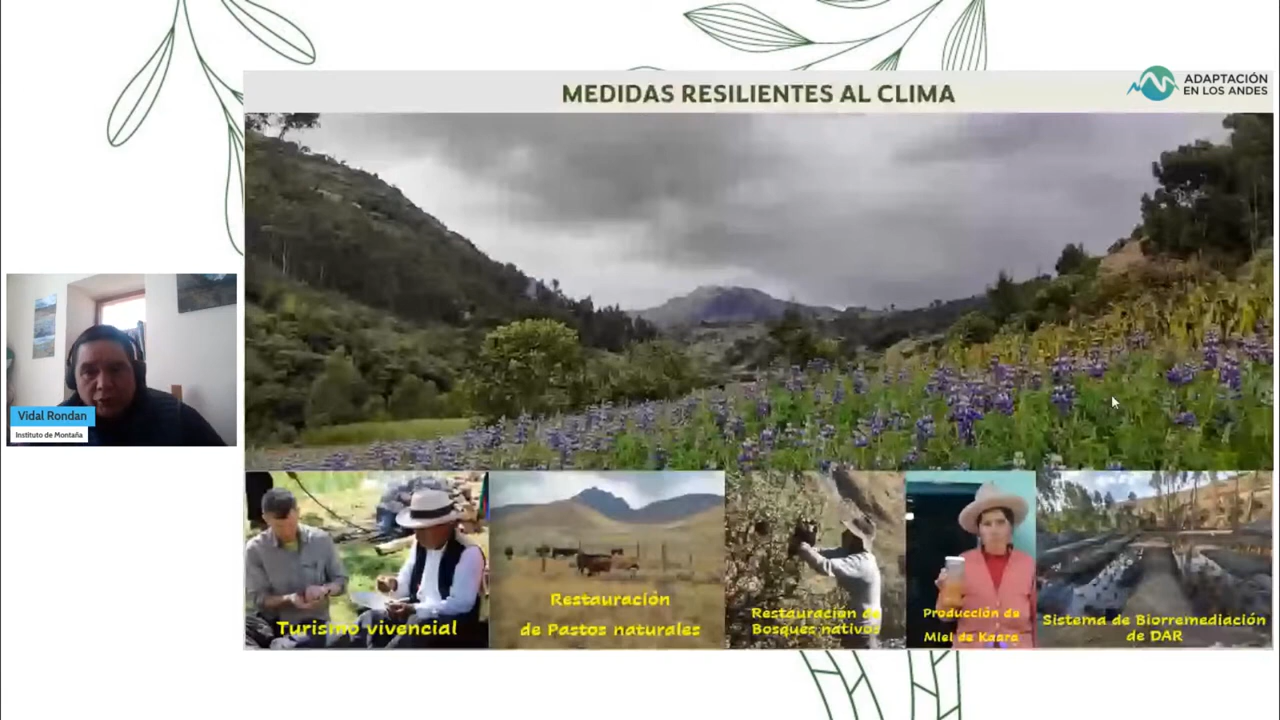 MEDIDAS RESILIENTES AL CLIMA
ADAPTACIÓN
EN LOS ANDES
Vidal Rondan
Instituto de Montaña
Turismo vivencial
Restauración
de Pastos naturales
Restauración de
Bosques nativos
Producción de
Miel de Kaara
Sistema de Biorremediación
de DAR